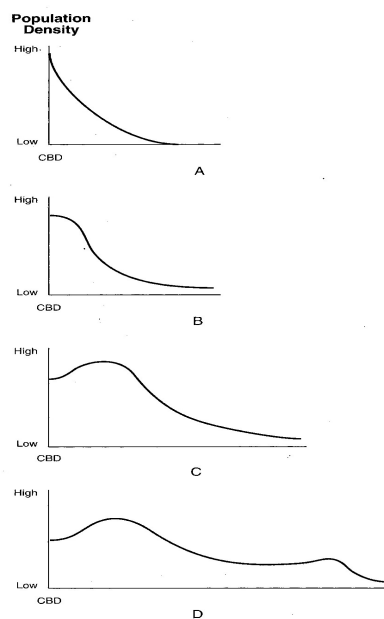 Population
Density
High
Low
CBD
A
High
Low
CBD
B
High
Low
CBD
C
High
Low
CBD
D